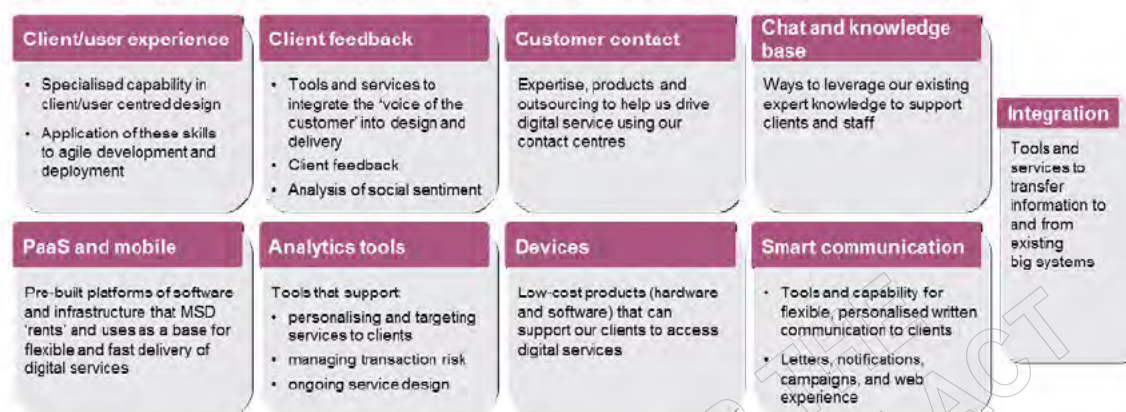 Client/user experience
• Specialised capability in
client/user centred design
• Application of these skills
to agile development and
deployment
Client feedback
• Tools and services to
integrate the 'voice of the
customer' into design and
delivery
• Client feedback
• Analysis of social sentiment
Customer contact
Expertise, products and
outsourcing to help us drive
digital service using our
contact centres
Chat and knowledge
base
Ways to leverage our existing
expert knowledge to support
clients and staff
PaaS and mobile
Pre-built platforms of software
and infrastructure that MSD
'rents' and uses as a base for
flexible and fast delivery of
digital services
Analytics tools
Tools that support
• personalising and targeting
services to clients
• managing transaction risk
• ongoing service design
Devices
Low-cost products (hardware
and software) that can
support our clients to access
digital services
Smart communication
• Tools and capability for
flexible, personalised written
communication to clients
• Letters, notifications,
campaigns, and web
experience
Integration
Tools and
services to
transfer
information to
and from
existing
big systems
THE
ACT